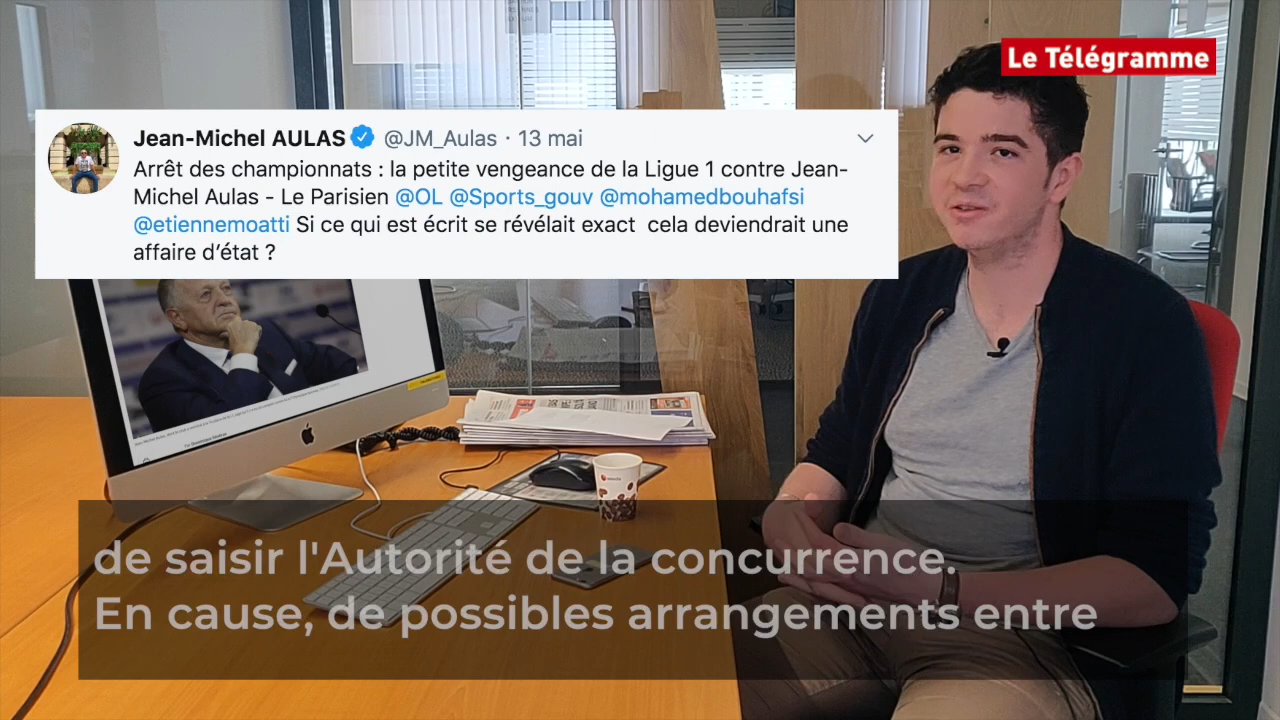 Le Télégramme
Jean-Michel AULAS @JM_Aulas · 13 mai
Arrêt des championnats : la petite vengeance de la Ligue 1 contre Jean-
Michel Aulas - Le Parisien @OL @Sports_gouv @mohamedbouhafsi
@etiennemoatti Si ce qui est écrit se révélait exact cela deviendrait une
affaire d’état ?
de saisir l'Autorité de la concurrence.
En cause, de possibles arrangements entre